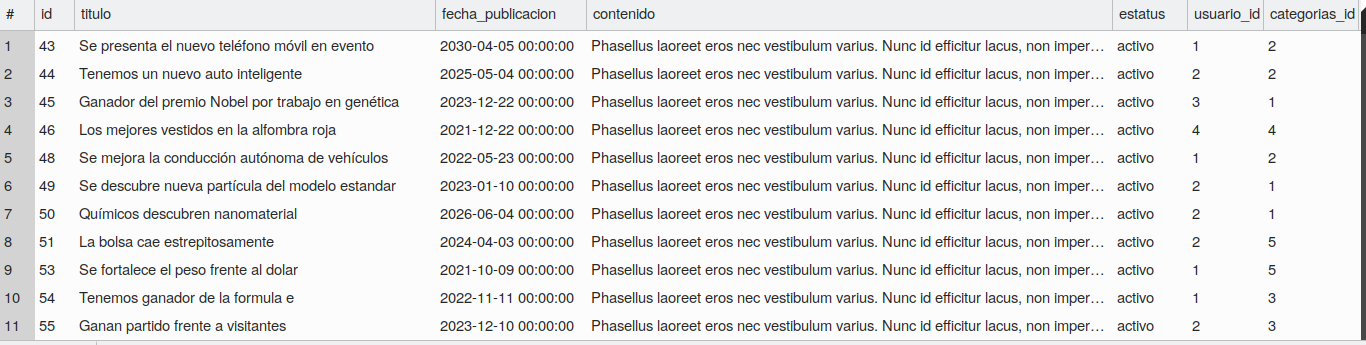 # id titulo fecha_publicacion contenido estatus usuario_id categorias_id
1 43 Se presenta el nuevo teléfono móvil en evento 2030-04-05 00:00:00 Phasellus laoreet eros nec vestibulum varius. Nunc id efficitur lacus, non imper… activo 1 2
2 44 Tenemos un nuevo auto inteligente 2025-05-04 00:00:00 Phasellus laoreet eros nec vestibulum varius. Nunc id efficitur lacus, non imper… activo 2 2
3 45 Ganador del premio Nobel por trabajo en genética 2023-12-22 00:00:00 Phasellus laoreet eros nec vestibulum varius. Nunc id efficitur lacus, non imper… activo 3 1
4 46 Los mejores vestidos en la alfombra roja 2021-12-22 00:00:00 Phasellus laoreet eros nec vestibulum varius. Nunc id efficitur lacus, non imper… activo 4 4
5 48 Se mejora la conducción autónoma de vehículos 2022-05-23 00:00:00 Phasellus laoreet eros nec vestibulum varius. Nunc id efficitur lacus, non imper… activo 1 2
6 49 Se descubre nueva partícula del modelo estandar 2023-01-10 00:00:00 Phasellus laoreet eros nec vestibulum varius. Nunc id efficitur lacus, non imper… activo 2 1
7 50 Químicos descubren nanomaterial 2026-06-04 00:00:00 Phasellus laoreet eros nec vestibulum varius. Nunc id efficitur lacus, non imper… activo 2 1
8 51 La bolsa cae estrepitosamente 2024-04-03 00:00:00 Phasellus laoreet eros nec vestibulum varius. Nunc id efficitur lacus, non imper… activo 2 5
9 53 Se fortalece el peso frente al dolar 2021-10-09 00:00:00 Phasellus laoreet eros nec vestibulum varius. Nunc id efficitur lacus, non imper… activo 1 5
10 54 Tenemos ganador de la formula e 2022-11-11 00:00:00 Phasellus laoreet eros nec vestibulum varius. Nunc id efficitur lacus, non imper… activo 1 3
11 55 Ganan partido frente a visitantes 2023-12-10 00:00:00 Phasellus laoreet eros nec vestibulum varius. Nunc id efficitur lacus, non imper… activo 2 3